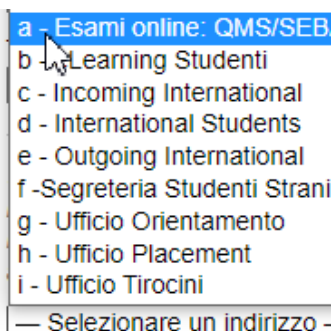 a - Esami online: QMS/SEB
b - Learning Studenti
c - Incoming International
d - International Students
e - Outgoing International
f -Segreteria Studenti Strani
g - Ufficio Orientamento
h - Ufficio Placement
i - Ufficio Tirocini
— Selezionare un indirizzo -